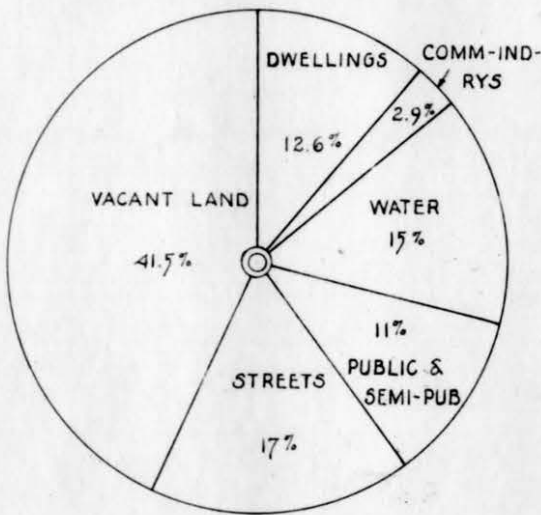 DWELLINGS
12.6%
COMM-IND-
RYS
2.9%
WATER
15%
11%
PUBLIC &
SEMI-PUB
STREETS
17%
VACANT LAND
41.5%